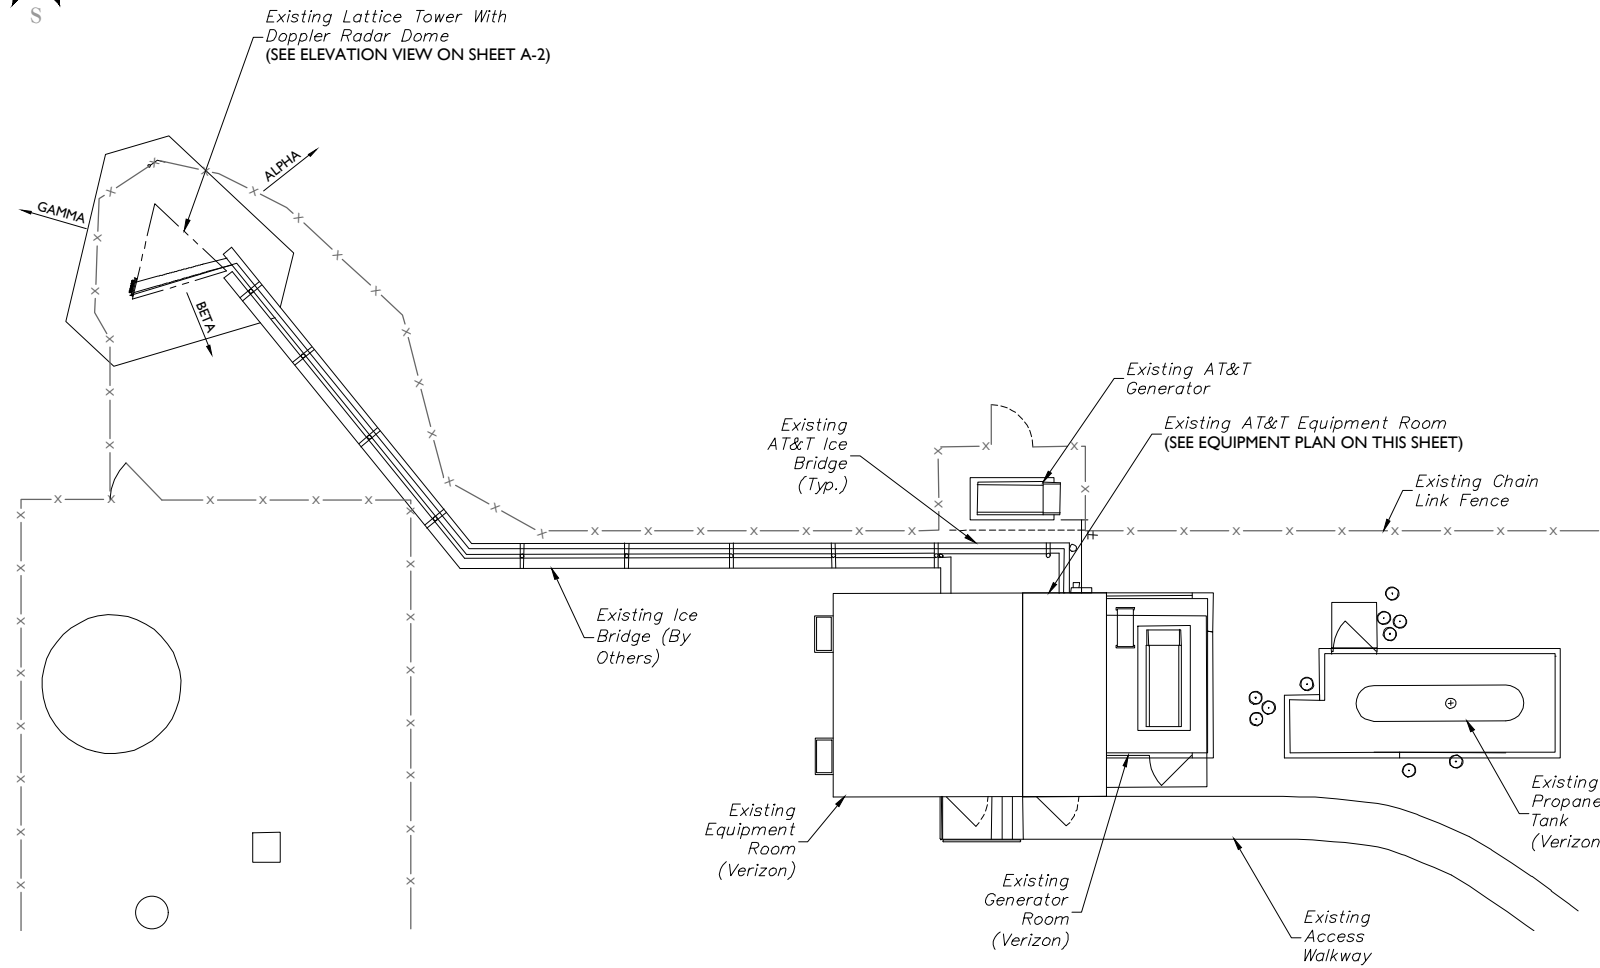 S
Existing Lattice Tower With
Doppler Radar Dome
(SEE ELEVATION VIEW ON SHEET A-2)
ALPHA
GAMMA
BETA
Existing AT&T
Generator
Existing
AT&T Ice
Bridge
(Typ.)
Existing AT&T Equipment Room
(SEE EQUIPMENT PLAN ON THIS SHEET)
Existing Chain
Link Fence
Existing Ice
Bridge (By
Others)
Existing
Equipment
Room
(Verizon)
Existing
Generator
Room
(Verizon)
Existing
Propane
Tank
(Verizon
Existing
Access
Walkway